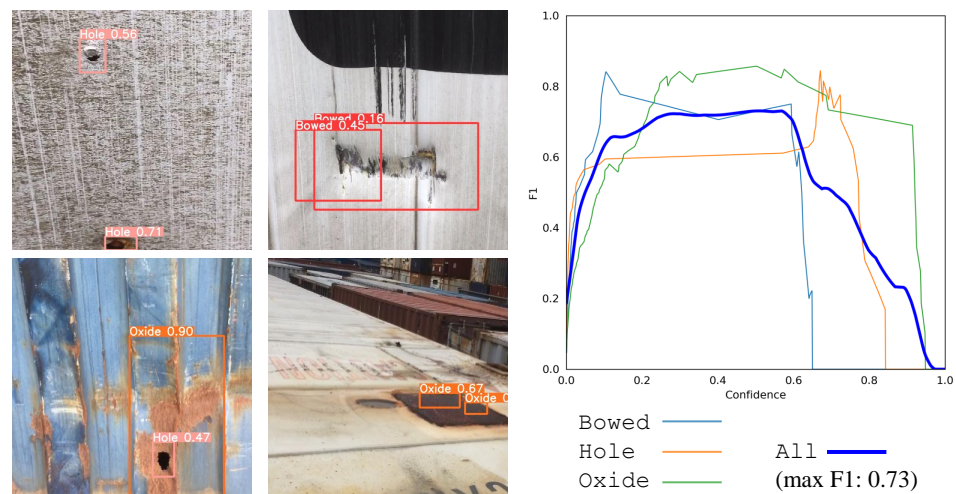 Hole 0.56
Hole 0.71
Bowed 0.16
Bowed 0.45
Oxide 0.90
Hole 0.47
Oxide 0.67
Oxide
1.0
0.8
0.6
0.4
0.2
0.0
F1
0.0 0.2 0.4 0.6 0.8 1.0
Confidence
Bowed
Hole
Oxide
All
(max F1: 0.73)